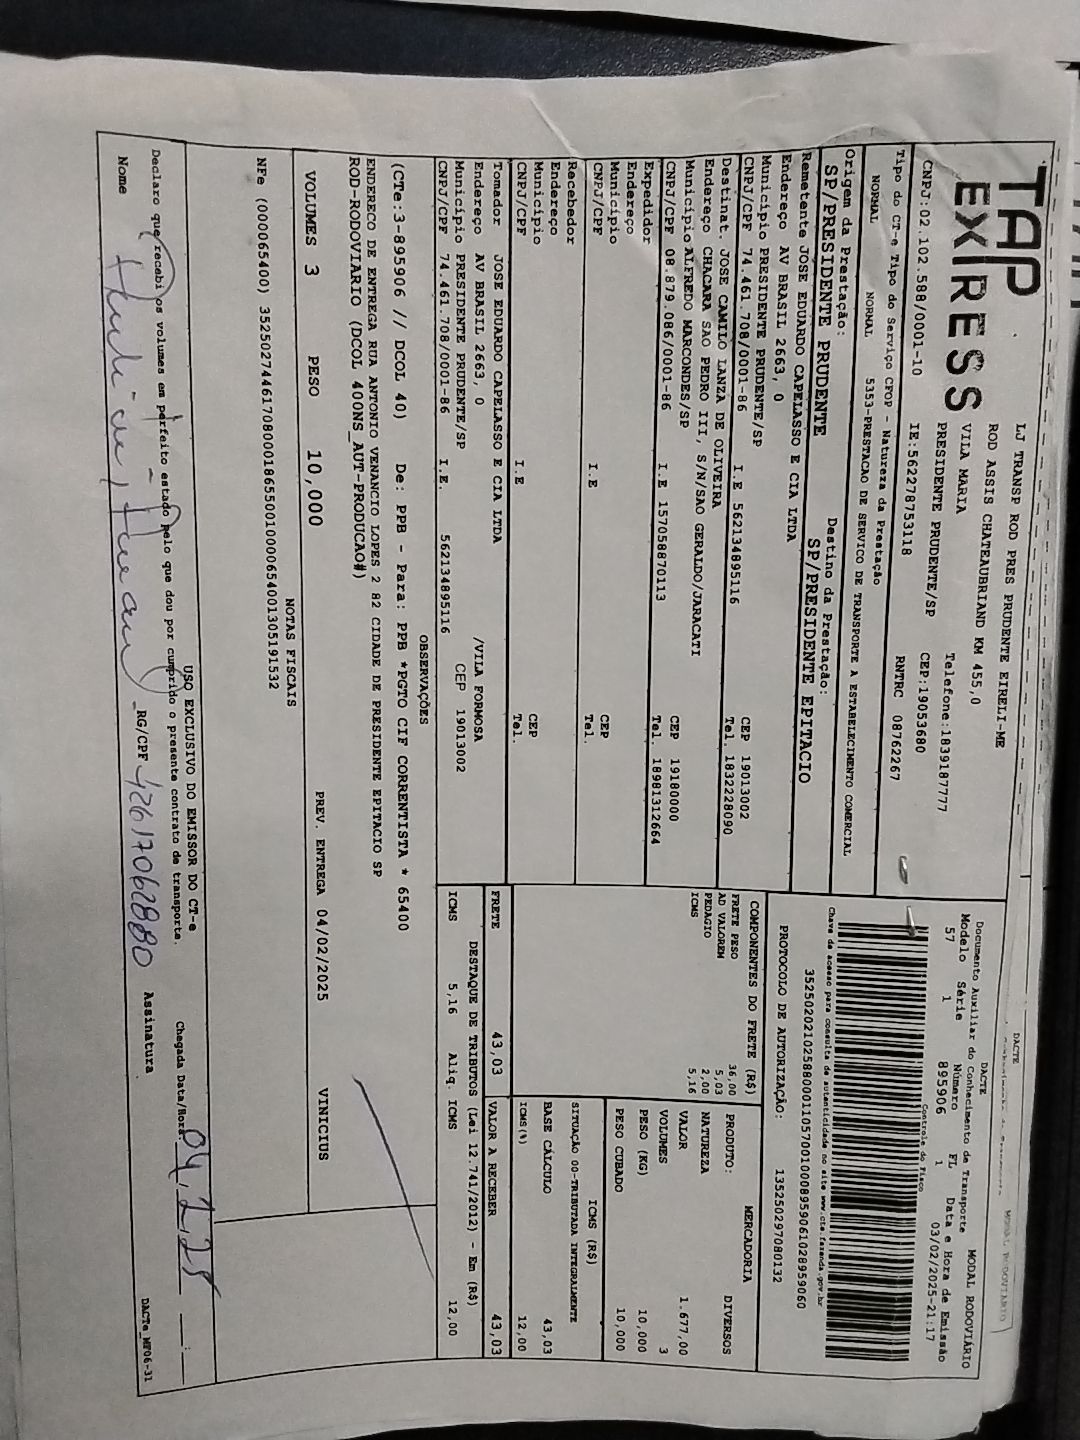 TAP
EXPRESS
LJ TRANSP ROD PRES PRUDENTE EIRELI-ME
ROD ASSIS CHATEAUBRIAND KM 455,0
VILA MARIA
Telefone:1839187777
PRESIDENTE PRUDENTE/SP CEP:19053680
CNPJ:02.102.588/0001-10 IE:562278753118 RNTRC 08762267
Tipo do CT-e Tipo do Serviço CFOP - Natureza da Prestação
NORMAL NORMAL 5353-PRESTACAO DE SERVICO DE TRANSPORTE A ESTABELECIMENTO COMERCIAL
Origem da Prestação: Destino da Prestação:
SP/PRESIDENTE PRUDENTE SP/PRESIDENTE EPITACIO
Remetente JOSE EDUARDO CAPELASSO E CIA LTDA
Endereço AV BRASIL 2663, 0
Município PRESIDENTE PRUDENTE/SP CEP 19013002
CNPJ/CPF 74.461.708/0001-86 I.E 562134895116 Tel. 1832228090
Destinat. JOSE CAMILO LANZA DE OLIVEIRA
Endereço CHACARA SAO PEDRO III, S/N/SAO GERALDO/JARACATI
Município ALFREDO MARCONDES/SP CEP 19180000
CNPJ/CPF 08.879.086/0001-86 I.E 157058870113 Tel. 18981312664
Expedidor
Endereço
Município CEP
CNPJ/CPF I.E Tel.
Recebedor
Endereço
Município CEP
CNPJ/CPF I.E Tel.
Tomador JOSE EDUARDO CAPELASSO E CIA LTDA
Endereço AV BRASIL 2663, 0 /VILA FORMOSA
Município PRESIDENTE PRUDENTE/SP CEP 19013002
CNPJ/CPF 74.461.708/0001-86 I.E. 562134895116
DACTE
Documento Auxiliar do Conhecimento de Transporte MODAL RODOVIÁRIO
Modelo Série Número FL Data e Hora de Emissão
57 1 895906 1 03/02/2025-21:17
Controle do Fisco
Chave de acesso para consulta de autenticidade no site www.cte.fazenda.gov.br
35250202102588000110570010008959061028959060
PROTOCOLO DE AUTORIZAÇÃO: 135250297080132
COMPONENTES DO FRETE (R$)
FRETE PESO 36,00
AD VALOREM 5,03
PEDAGIO 2,00
ICMS 5,16
MERCADORIA
PRODUTO: DIVERSOS
NATUREZA
VALOR 1.677,00
VOLUMES 3
PESO (KG) 10,000
PESO CUBADO 10,000
ICMS (R$)
SITUAÇÃO 00-TRIBUTADA INTEGRALMENTE
BASE CÁLCULO 43,03
ICMS(%) 12,00
FRETE 43,03 VALOR A RECEBER 43,03
DESTAQUE DE TRIBUTOS (Lei 12.741/2012) - Em (R$)
ICMS 5,16 Alíq. ICMS 12,00
OBSERVAÇÕES
(CTe:3-895906 // DCOL 40) De: PPB - Para: PPB *PGTO CIF CORRENTISTA * 65400
ENDERECO DE ENTREGA RUA ANTONIO VENANCIO LOPES 2 82 CIDADE DE PRESIDENTE EPITACIO SP
ROD-RODOVIARIO (DCOL 400NS_AUT-PRODUCAO#)
VOLUMES 3 PESO 10,000 PREV. ENTREGA 04/02/2025 VINICIUS
NOTAS FISCAIS
NFe (000065400) 35250274461708000186550010000654001305191532
USO EXCLUSIVO DO EMISSOR DO CT-e
Declaro que recebi os volumes em perfeito estado pelo que dou por cumprido o presente contrato de transporte. Chegada Data/Hora: 04,2,25
Nome RG/CPF 42617062880 Assinatura
DACTe_MF06-31